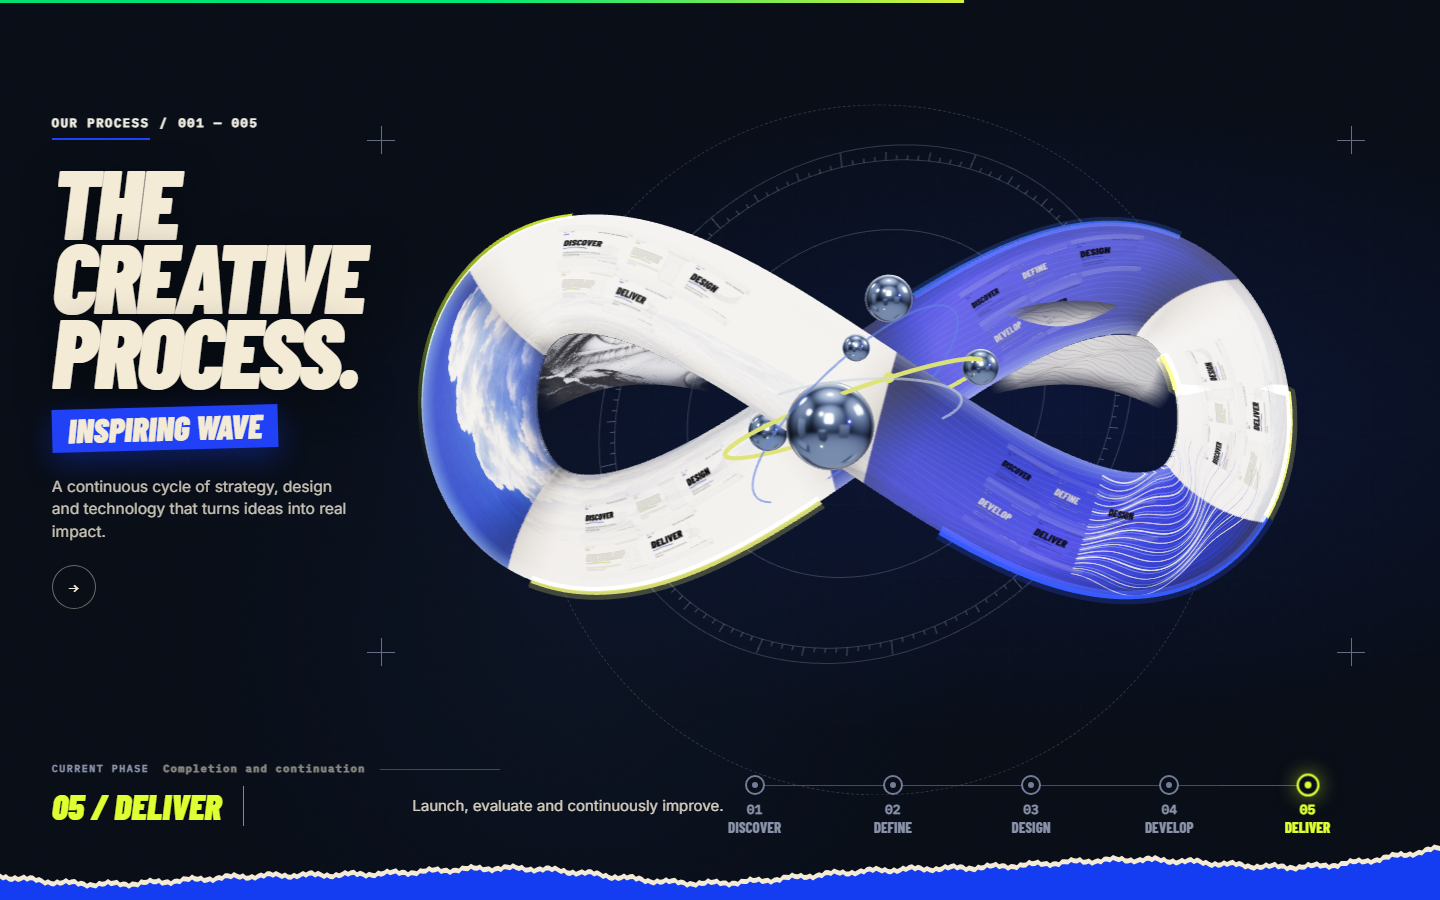 OUR PROCESS / 001 — 005
THE
CREATIVE
PROCESS.
INSPIRING WAVE
A continuous cycle of strategy, design
and technology that turns ideas into real
impact.
→
DISCOVER
DESIGN
DELIVER
DISCOVER
DESIGN
DELIVER
DISCOVER
DEFINE
DESIGN
DEVELOP
DISCOVER
DEFINE
DESIGN
DEVELOP
DELIVER
DESIGN
DELIVER
DISCOVER
CURRENT PHASE Completion and continuation
05 / DELIVER
Launch, evaluate and continuously improve.
01
DISCOVER
02
DEFINE
03
DESIGN
04
DEVELOP
05
DELIVER